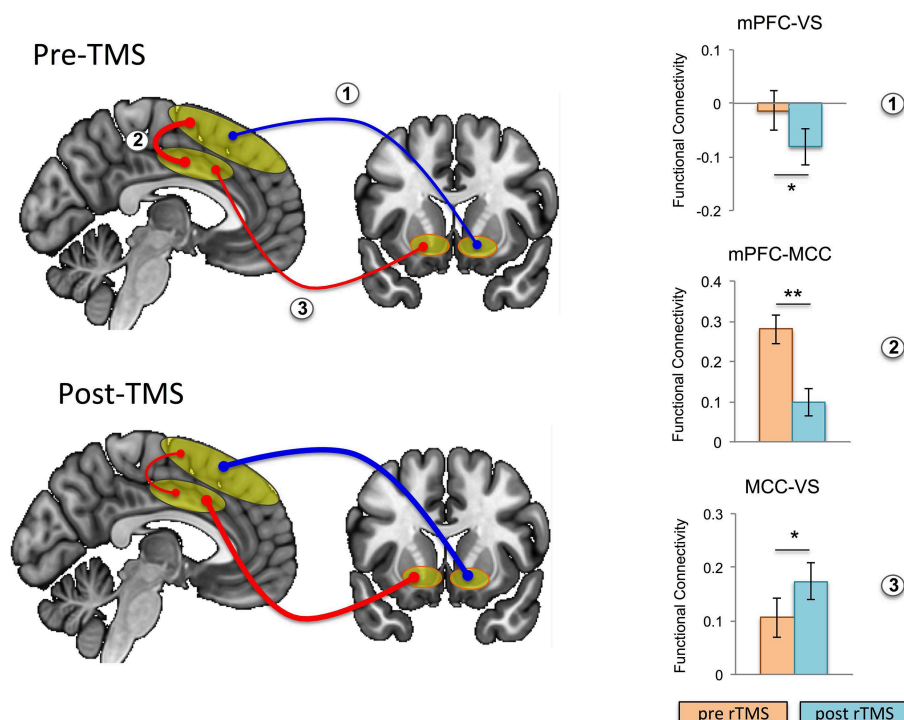 Pre-TMS
1
2
3
Post-TMS
mPFC-VS
Functional Connectivity
0.1
0
-0.1
-0.2
*
1
mPFC-MCC
Functional Connectivity
0.4
0.3
0.2
0.1
0
**
2
MCC-VS
Functional Connectivity
0.3
0.2
0.1
0
*
3
pre rTMS
post rTMS